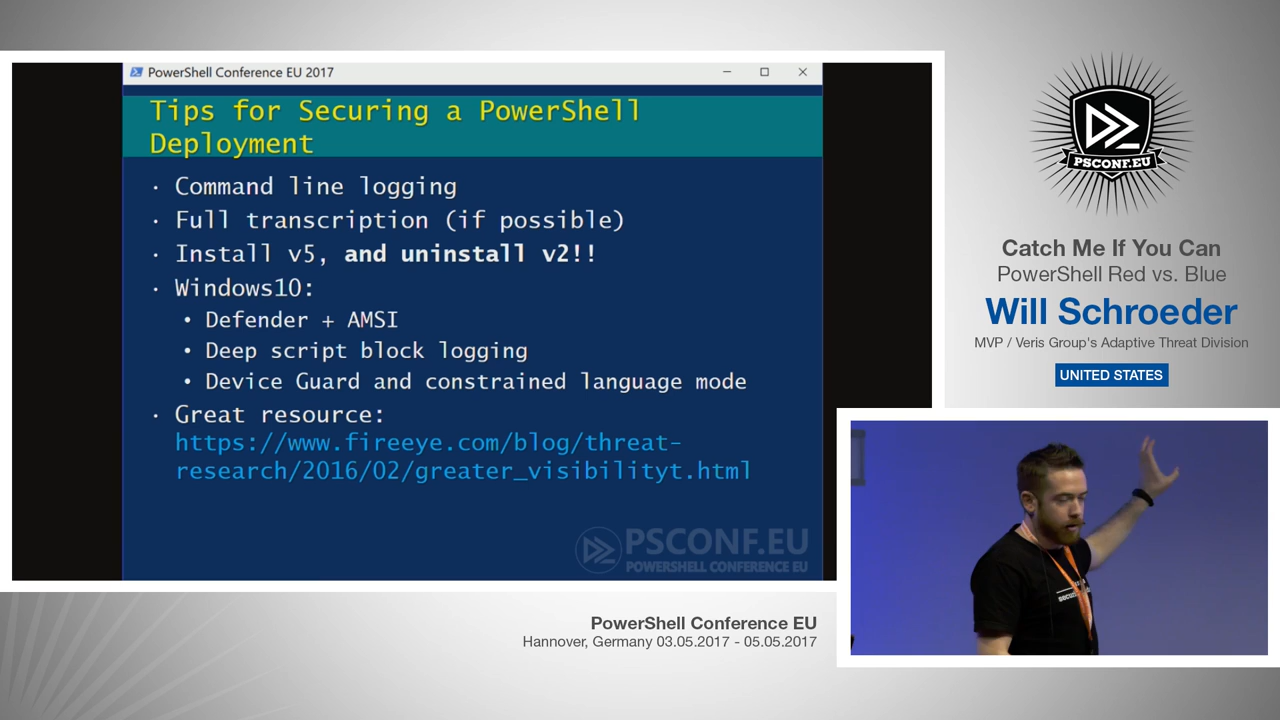 PowerShell Conference EU 2017
Tips for Securing a PowerShell
Deployment
· Command line logging
· Full transcription (if possible)
· Install v5, and uninstall v2!!
· Windows10:
• Defender + AMSI
• Deep script block logging
• Device Guard and constrained language mode
· Great resource:
https://www.fireeye.com/blog/threat-
research/2016/02/greater_visibilityt.html
PSCONF.EU
POWERSHELL CONFERENCE EU
PSCONF.EU
Catch Me If You Can
PowerShell Red vs. Blue
Will Schroeder
MVP / Veris Group's Adaptive Threat Division
UNITED STATES
PowerShell Conference EU
Hannover, Germany 03.05.2017 - 05.05.2017